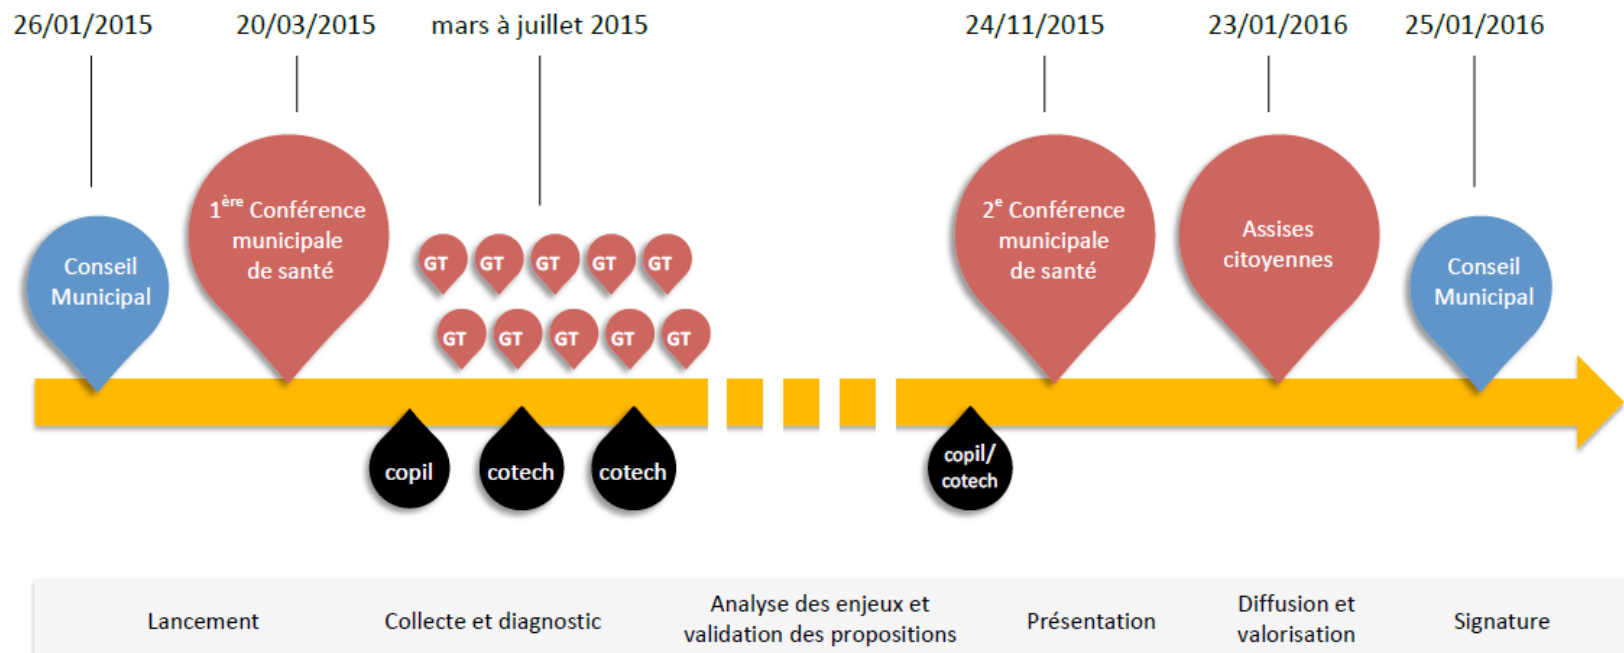 26/01/2015
20/03/2015
mars à juillet 2015
24/11/2015
23/01/2016
25/01/2016
Conseil
Municipal
1ère Conférence
municipale
de santé
GT GT GT GT GT
GT GT GT GT GT
2e Conférence
municipale
de santé
Assises
citoyennes
Conseil
Municipal
copil
cotech
cotech
copil/
cotech
Lancement
Collecte et diagnostic
Analyse des enjeux et
validation des propositions
Présentation
Diffusion et
valorisation
Signature